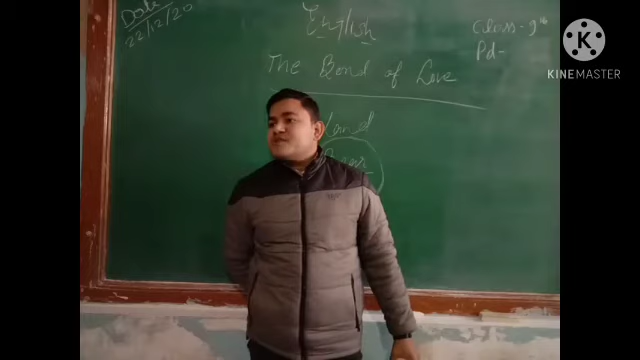 Date
22/12/20
English
Class - 9th
Pd -
The Bond of Love
KINEMASTER